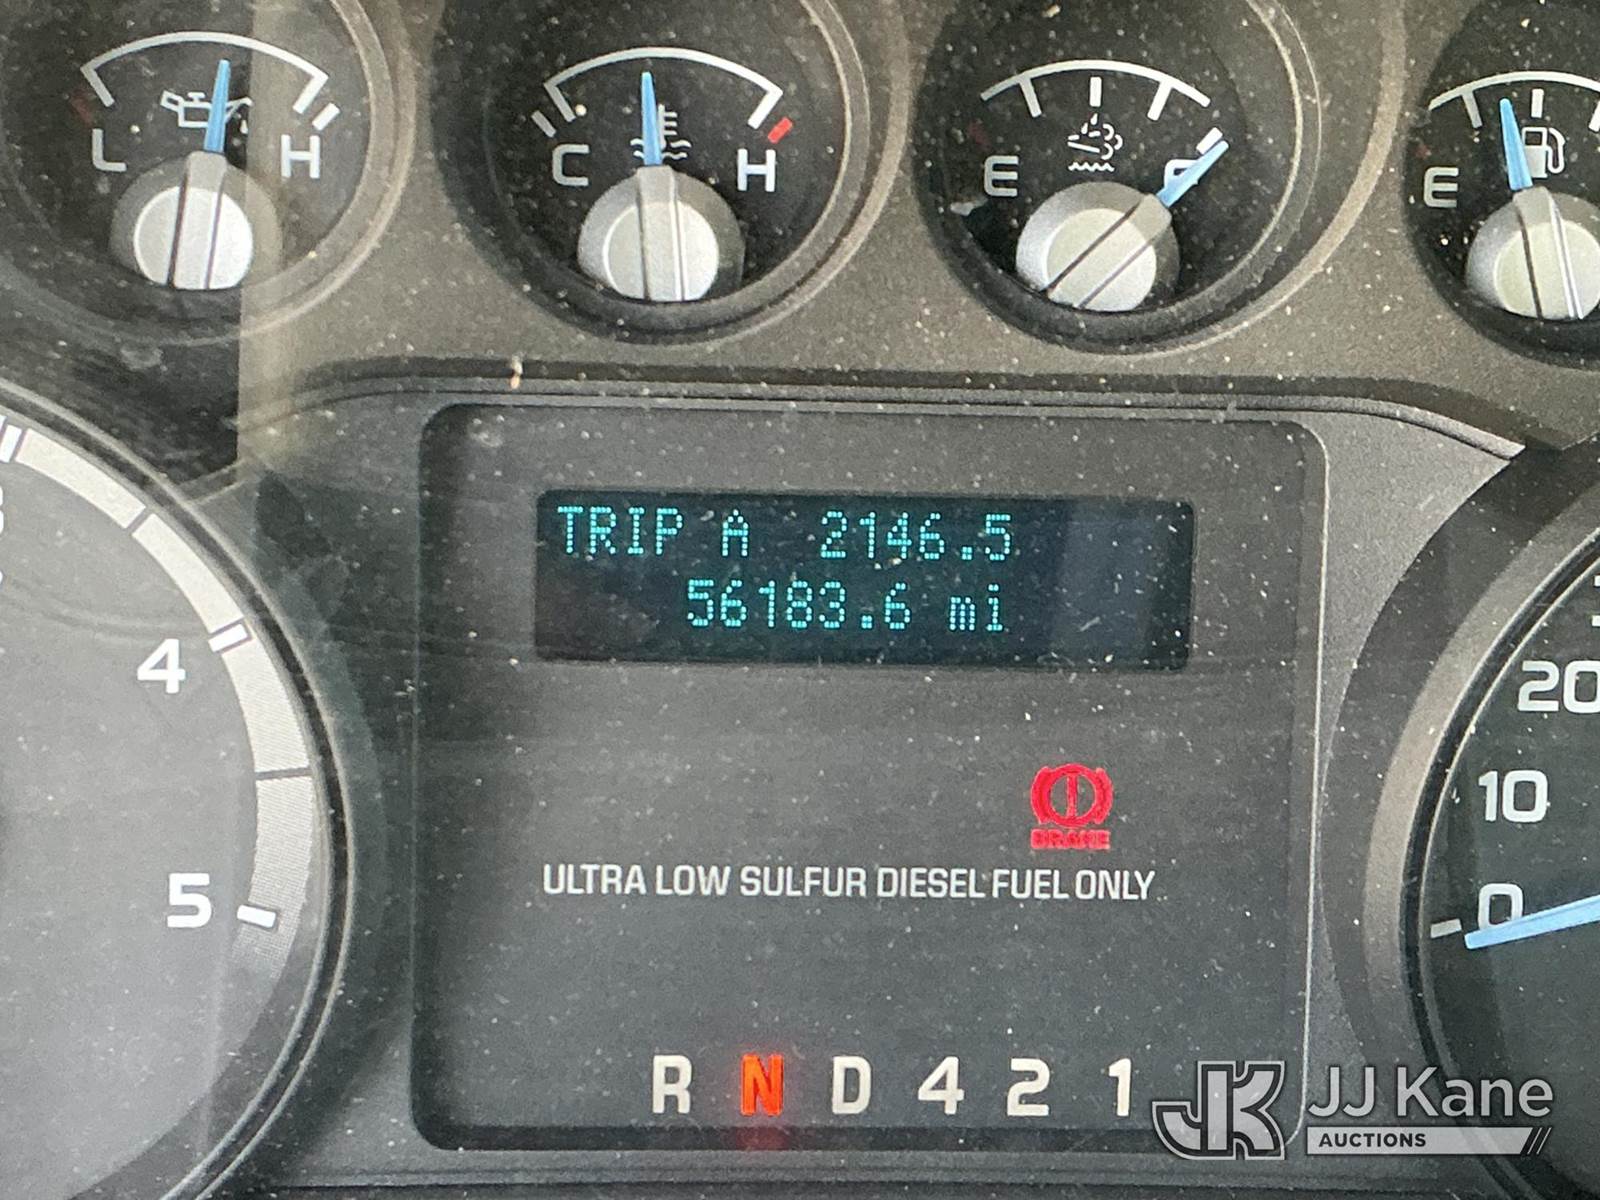 L H
C H
E F
E
TRIP A 2146.5
56183.6 mi
4
20
10
BRAKE
ULTRA LOW SULFUR DIESEL FUEL ONLY
5
0
R N D 4 2 1
JK JJ Kane
AUCTIONS